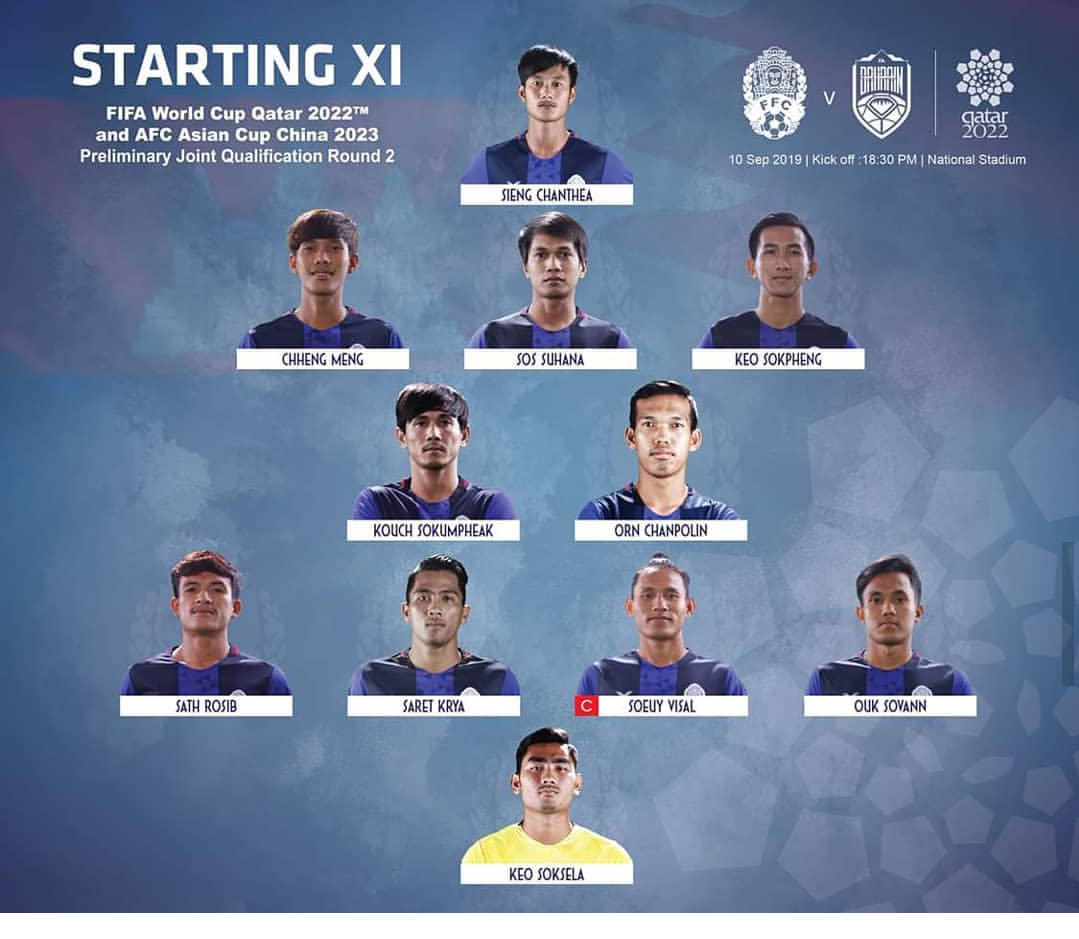 STARTING XI
FIFA World Cup Qatar 2022™
and AFC Asian Cup China 2023
Preliminary Joint Qualification Round 2
FFC
V
BAHRAIN
qatar
2022
10 Sep 2019 | Kick off :18:30 PM | National Stadium
SIENG CHANTHEA
CHHENG MENG
SOS SUHANA
KEO SOKPHENG
KOUCH SOKUMPHEAK
ORN CHANPOLIN
SATH ROSIB
SARET KRYA
C
SOEUY VISAL
OUK SOVANN
KEO SOKSELA